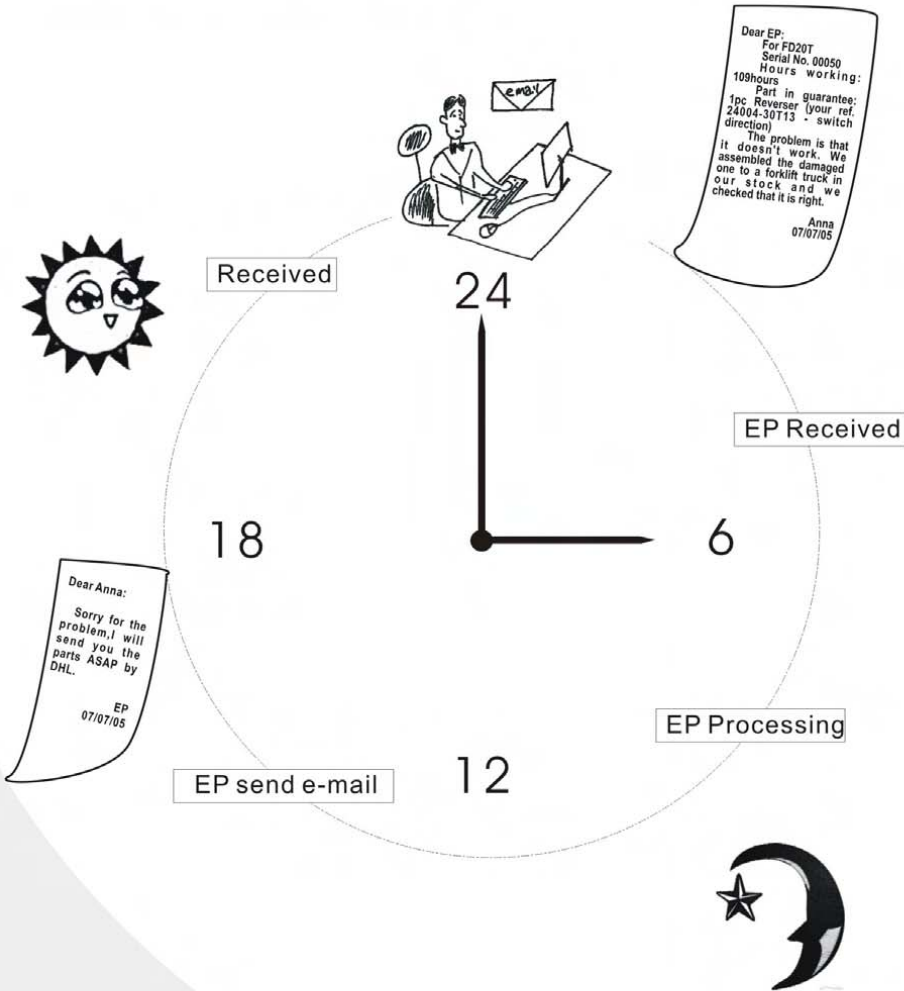 email
Dear EP:
For FD20T
Serial No. 00050
Hours working:
109hours
Part in guarantee:
1pc Reverser (your ref.
24004-30T13 - switch
direction)
The problem is that
it doesn't work. We
assembled the damaged
one to a forklift truck in
our stock and we
checked that it is right.
Anna
07/07/05
Received
24
EP Received
18
6
Dear Anna:
Sorry for the
problem,I will
send you the
parts ASAP by
DHL.
EP
07/07/05
EP Processing
12
EP send e-mail